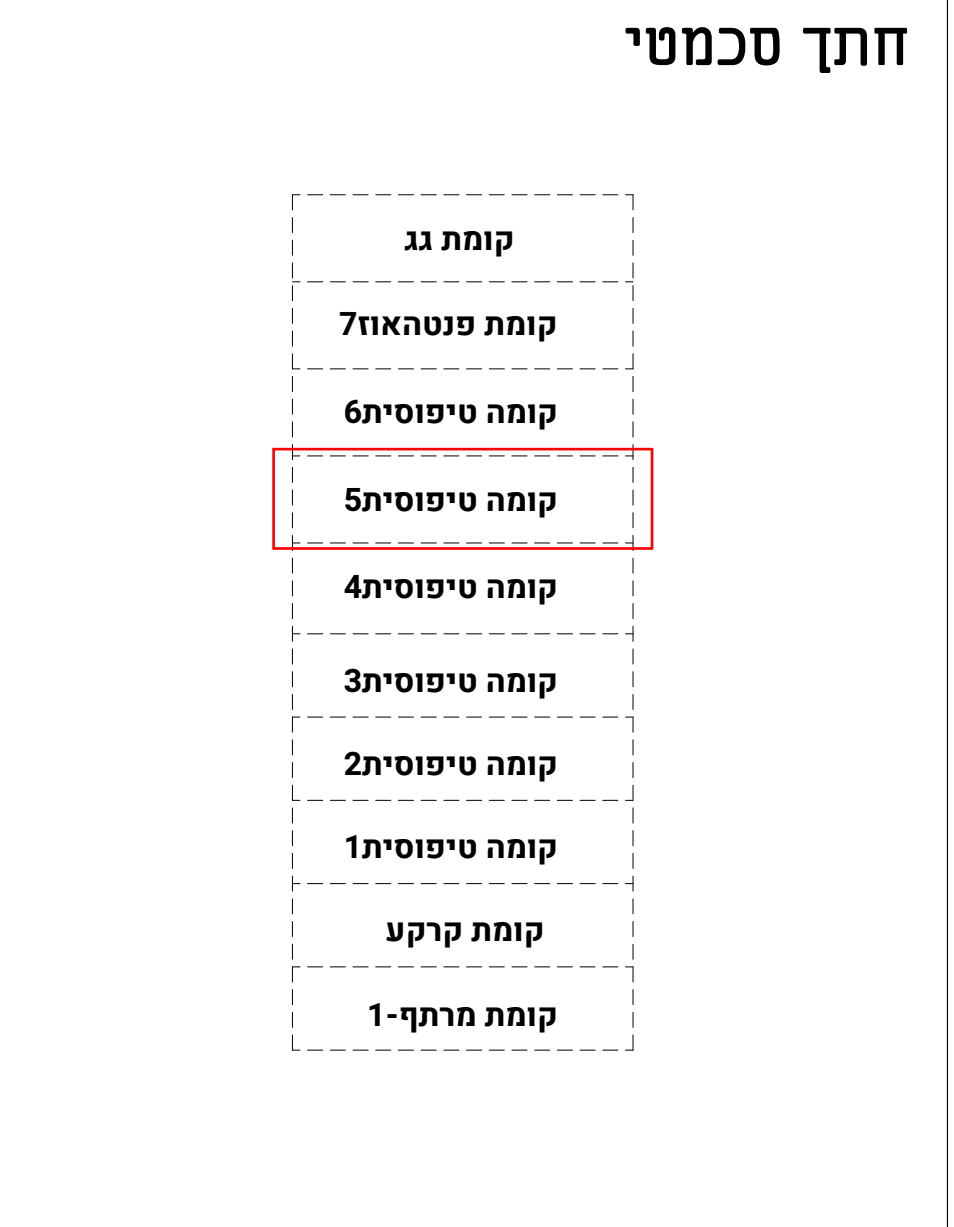 חתך סכמטי
קומת גג
קומת פנטהאוז7
קומה טיפוסית6
קומה טיפוסית5
קומה טיפוסית4
קומה טיפוסית3
קומה טיפוסית2
קומה טיפוסית1
קומת קרקע
קומת מרתף-1